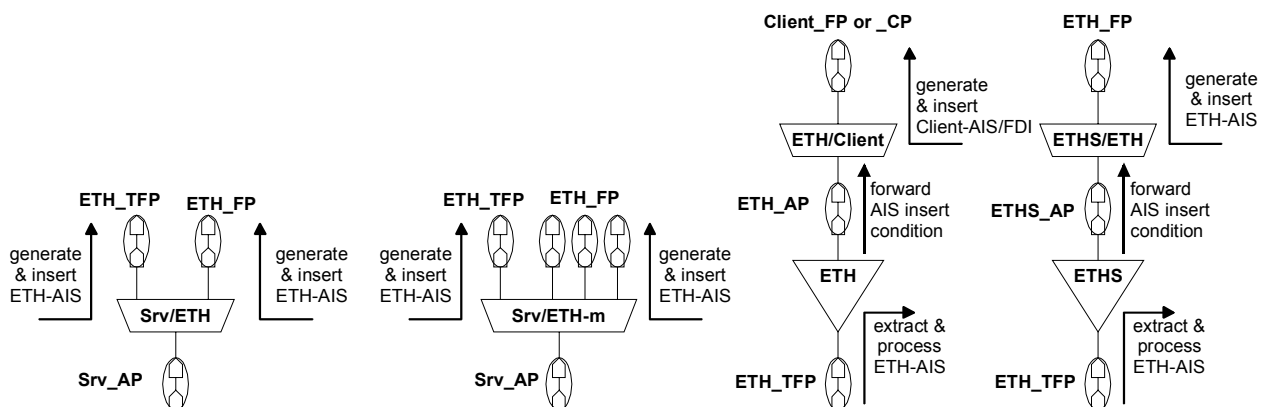 ETH_TFP
ETH_FP
generate
& insert
ETH-AIS
generate
& insert
ETH-AIS
Srv/ETH
Srv_AP
ETH_TFP
ETH_FP
generate
& insert
ETH-AIS
generate
& insert
ETH-AIS
Srv/ETH-m
Srv_AP
Client_FP or _CP
generate
& insert
Client-AIS/FDI
ETH/Client
ETH_AP
forward
AIS insert
condition
ETH
extract &
process
ETH-AIS
ETH_TFP
ETH_FP
generate
& insert
ETH-AIS
ETHS/ETH
ETHS_AP
forward
AIS insert
condition
ETHS
extract &
process
ETH-AIS
ETH_TFP